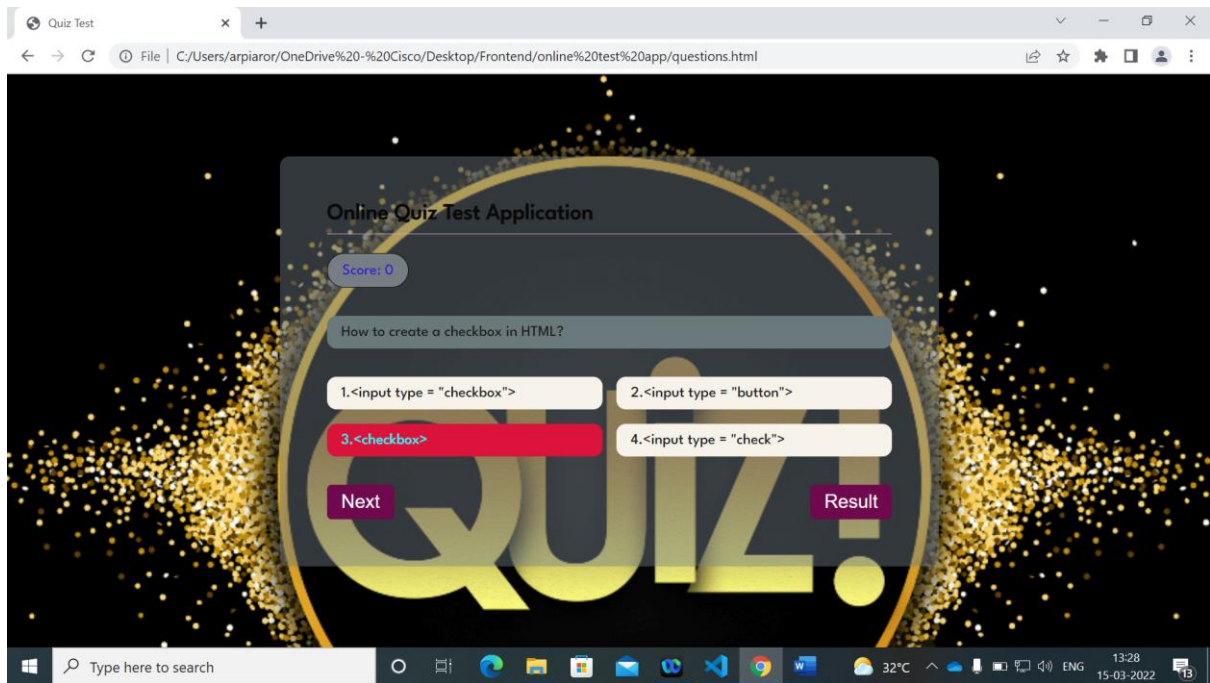 Quiz Test
File | C:/Users/arpiaror/OneDrive%20-%20Cisco/Desktop/Frontend/online%20test%20app/questions.html
Online Quiz Test Application
Score: 0
How to create a checkbox in HTML?
1.<input type = "checkbox">
2.<input type = "button">
3.<checkbox>
4.<input type = "check">
Next
Result
QUIZ!
Type here to search
32°C
ENG
13:28
15-03-2022
13